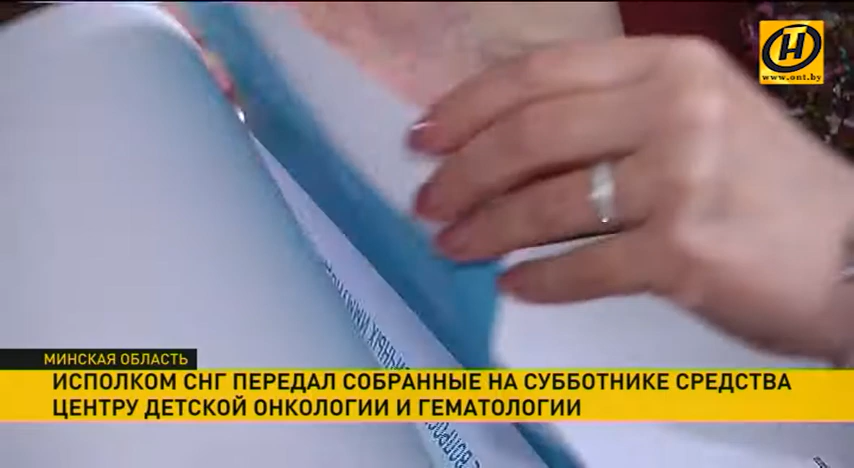 Н
www.ont.by
МИНСКАЯ ОБЛАСТЬ
ИСПОЛКОМ СНГ ПЕРЕДАЛ СОБРАННЫЕ НА СУББОТНИКЕ СРЕДСТВА
ЦЕНТРУ ДЕТСКОЙ ОНКОЛОГИИ И ГЕМАТОЛОГИИ